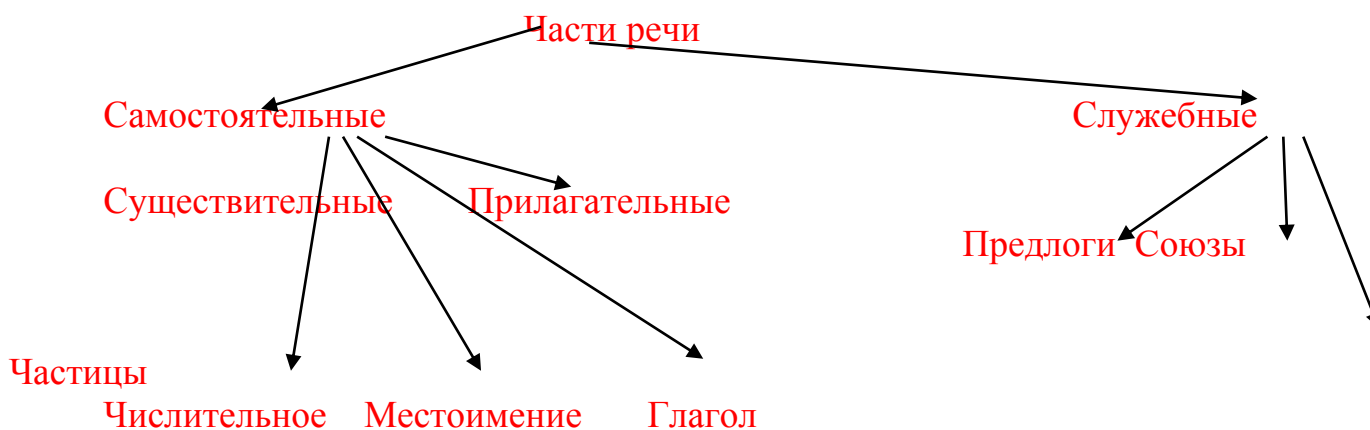 Части речи
Самостоятельные Служебные
Существительные Прилагательные
Предлоги Союзы
Частицы
Числительное Местоимение Глагол